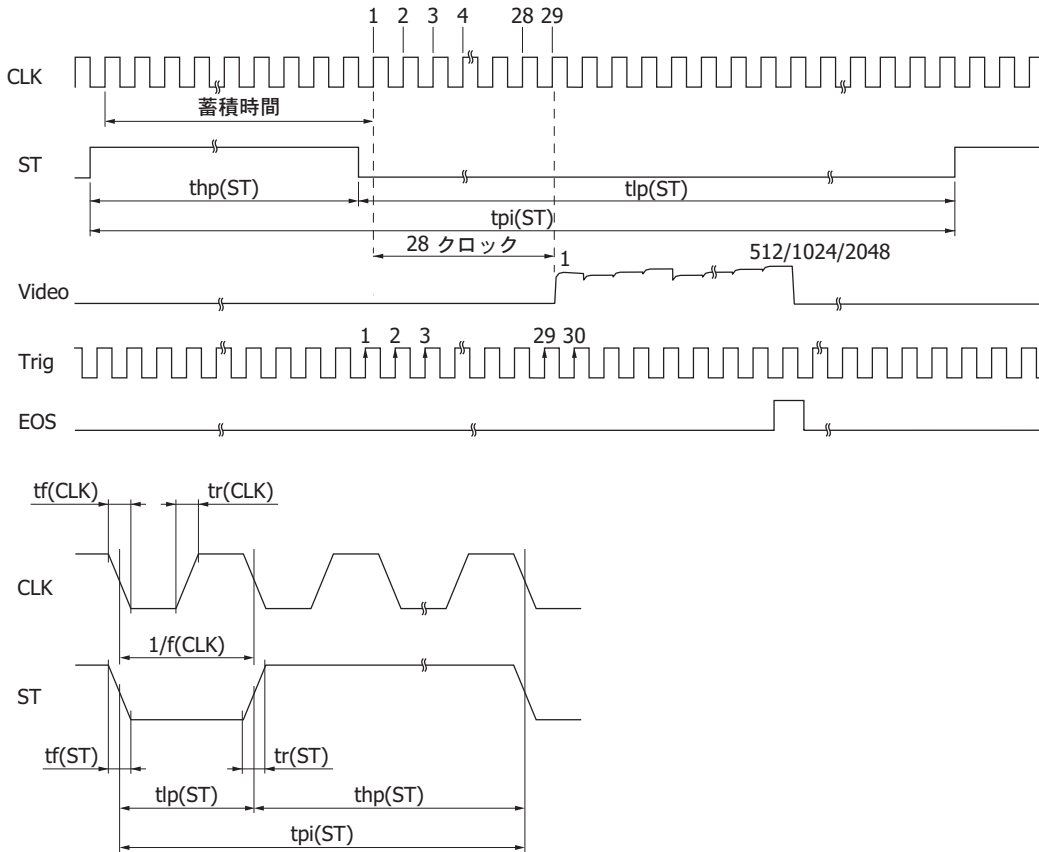 1 2 3 4 28 29
CLK
蓄積時間
ST
thp(ST) tlp(ST)
tpi(ST)
28 クロック
1 512/1024/2048
Video
1 2 3 29 30
Trig
EOS
tf(CLK) tr(CLK)
CLK
1/f(CLK)
ST
tf(ST) tr(ST)
tlp(ST) thp(ST)
tpi(ST)